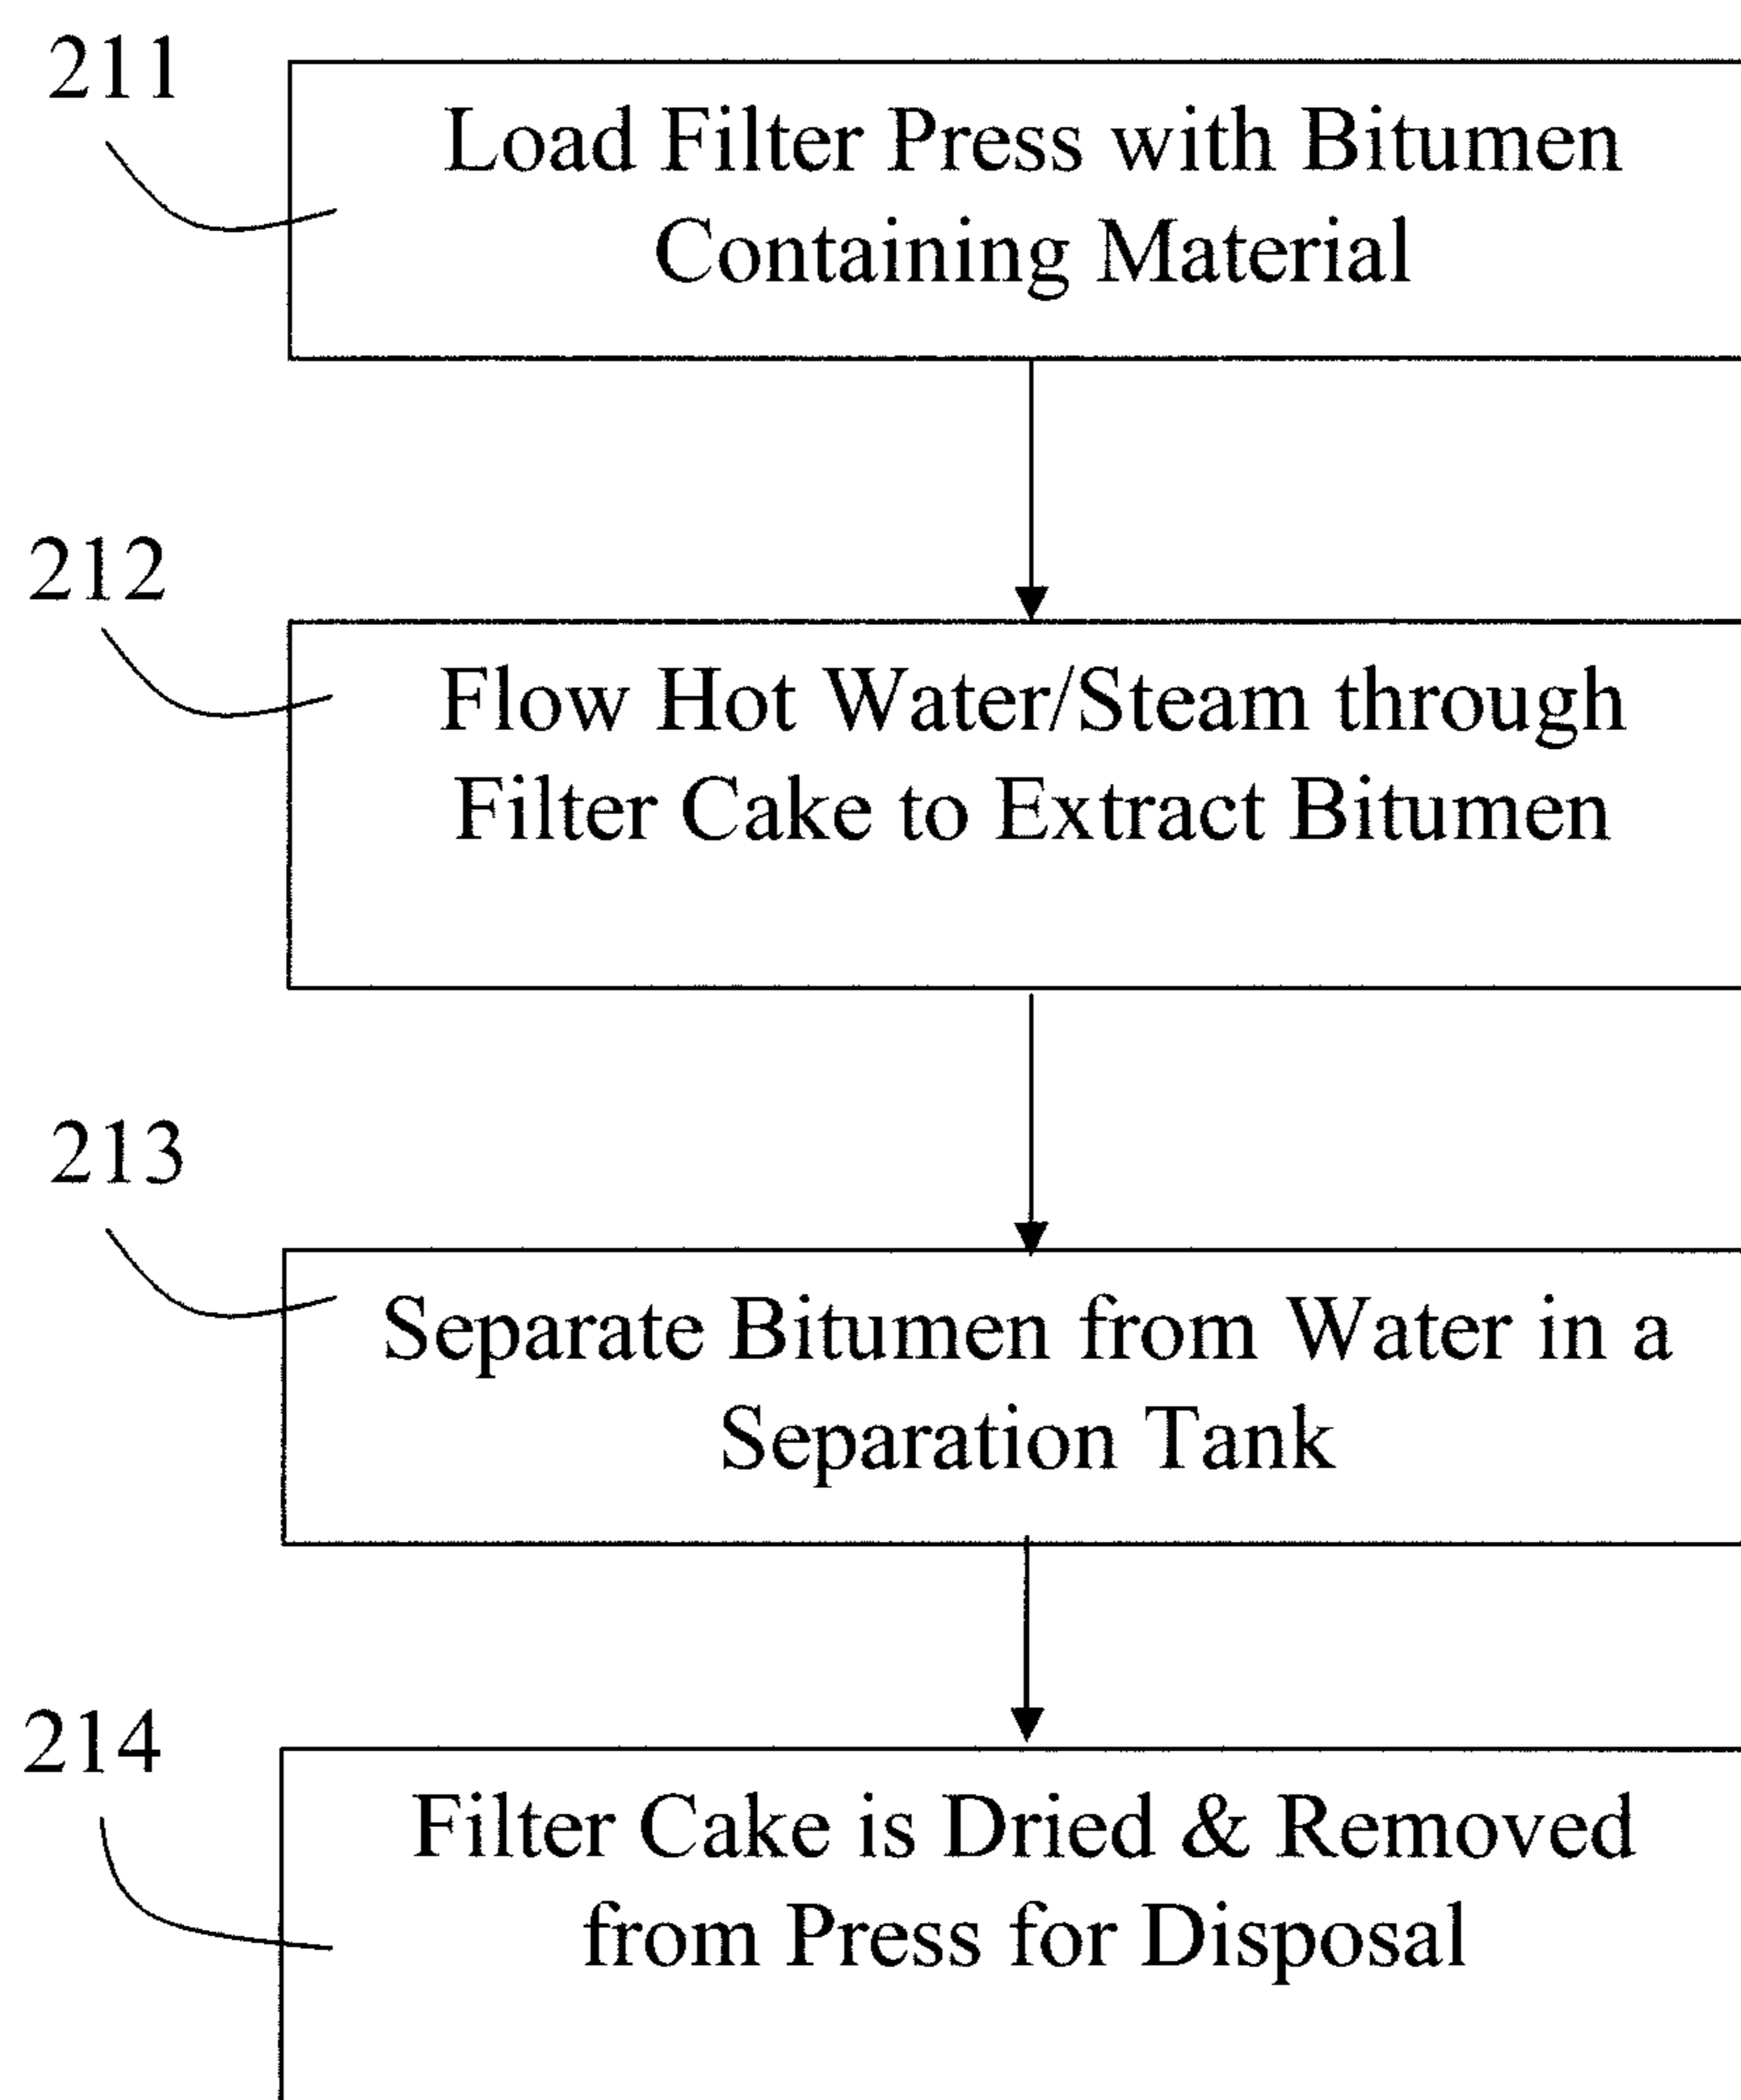 211
Load Filter Press with Bitumen
Containing Material
212
Flow Hot Water/Steam through
Filter Cake to Extract Bitumen
213
Separate Bitumen from Water in a
Separation Tank
214
Filter Cake is Dried & Removed
from Press for Disposal